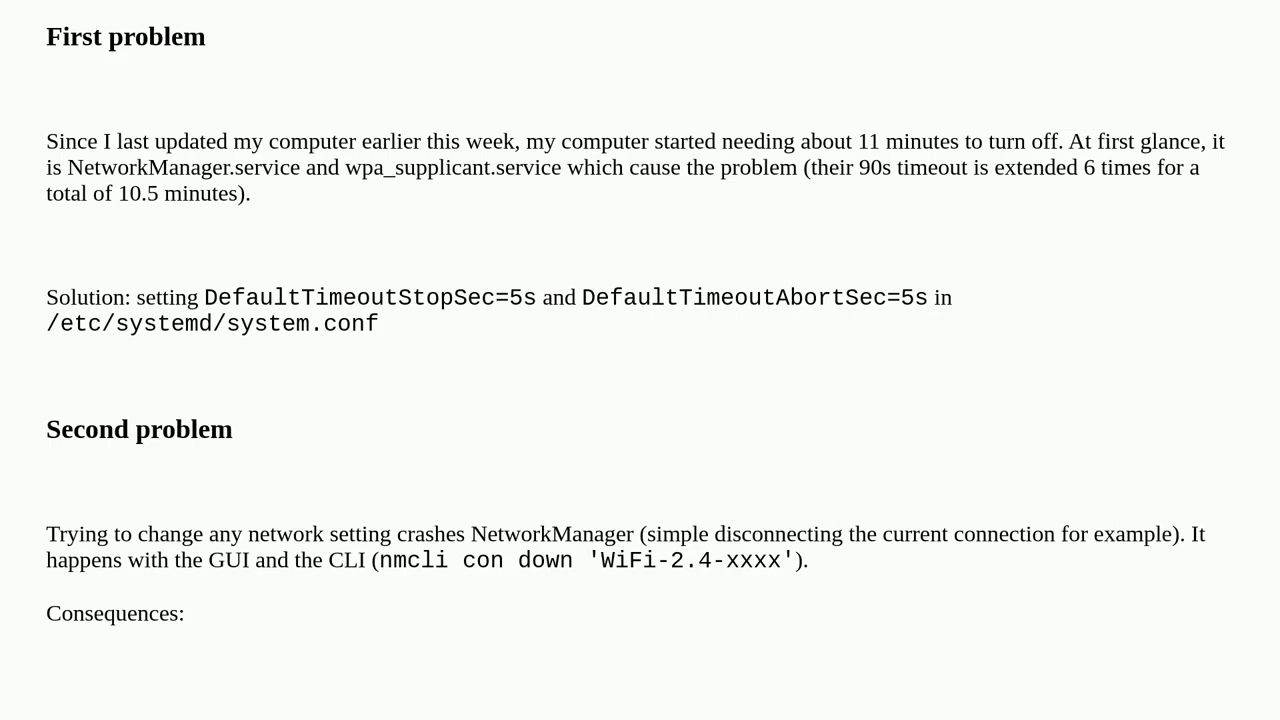 First problem
Since I last updated my computer earlier this week, my computer started needing about 11 minutes to turn off. At first glance, it
is NetworkManager.service and wpa_supplicant.service which cause the problem (their 90s timeout is extended 6 times for a
total of 10.5 minutes).
Solution: setting DefaultTimeoutStopSec=5s and DefaultTimeoutAbortSec=5s in
/etc/systemd/system.conf
Second problem
Trying to change any network setting crashes NetworkManager (simple disconnecting the current connection for example). It
happens with the GUI and the CLI (nmcli con down 'WiFi-2.4-xxxx').
Consequences: